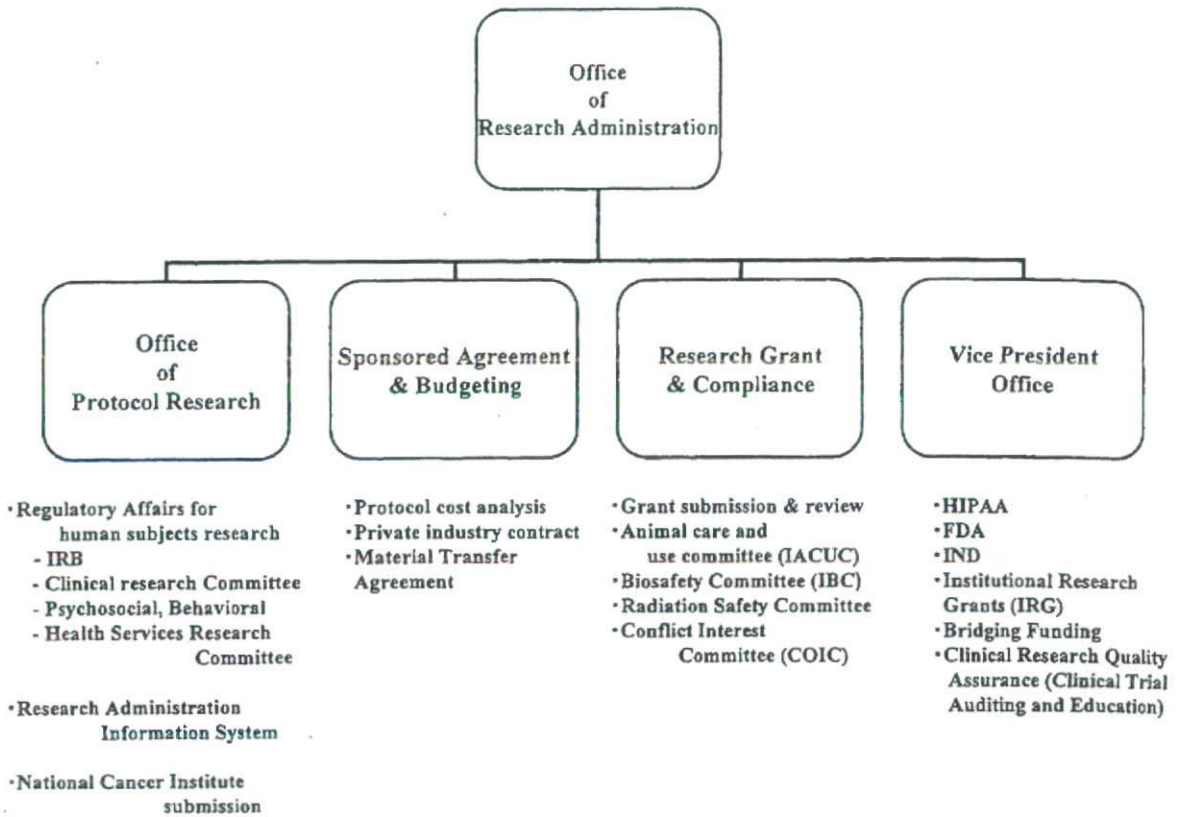 Office
of
Research Administration
Office
of
Protocol Research
Sponsored Agreement
& Budgeting
Research Grant
& Compliance
Vice President
Office
·Regulatory Affairs for
human subjects research
- IRB
- Clinical research Committee
- Psychosocial, Behavioral
- Health Services Research
Committee
·Research Administration
Information System
·National Cancer Institute
submission
·Protocol cost analysis
·Private industry contract
·Material Transfer
Agreement
·Grant submission & review
·Animal care and
use committee (IACUC)
·Biosafety Committee (IBC)
·Radiation Safety Committee
·Conflict Interest
Committee (COIC)
·HIPAA
·FDA
·IND
·Institutional Research
Grants (IRG)
·Bridging Funding
·Clinical Research Quality
Assurance (Clinical Trial
Auditing and Education)